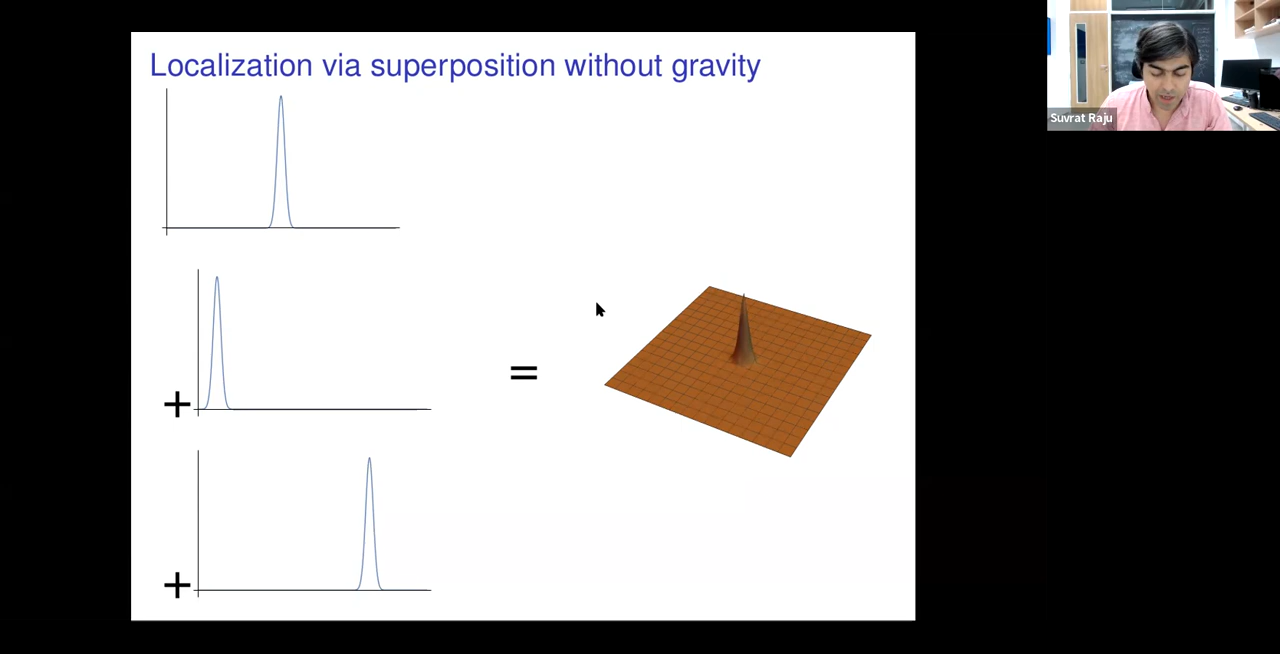 Localization via superposition without gravity
+
=
+
Suvrat Raju